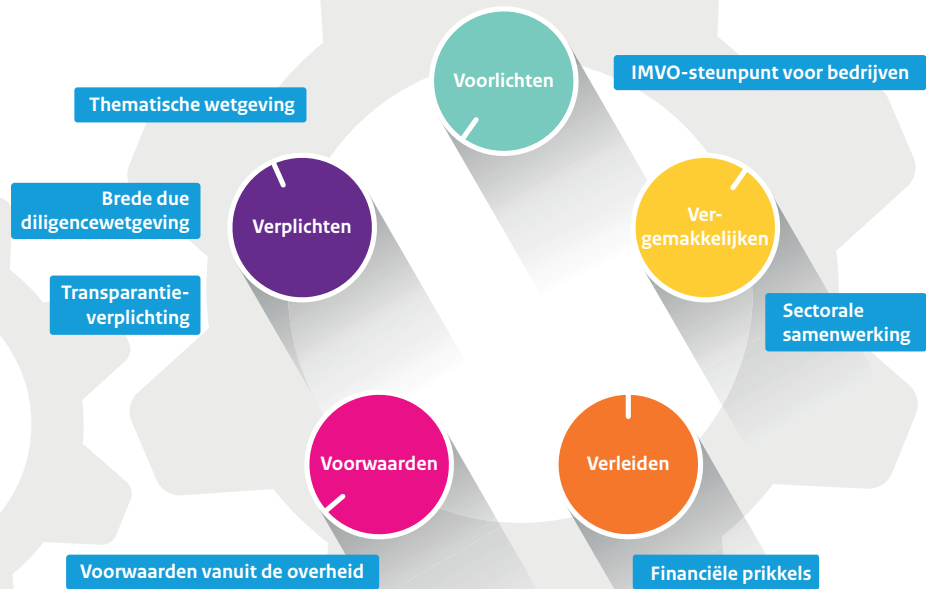 Voorlichten
IMVO-steunpunt voor bedrijven
Thematische wetgeving
Brede due
diligencewetgeving
Verplichten
Ver-
gemakkelijken
Transparantie-
verplichting
Sectorale
samenwerking
Voorwaarden
Verleiden
Voorwaarden vanuit de overheid
Financiële prikkels